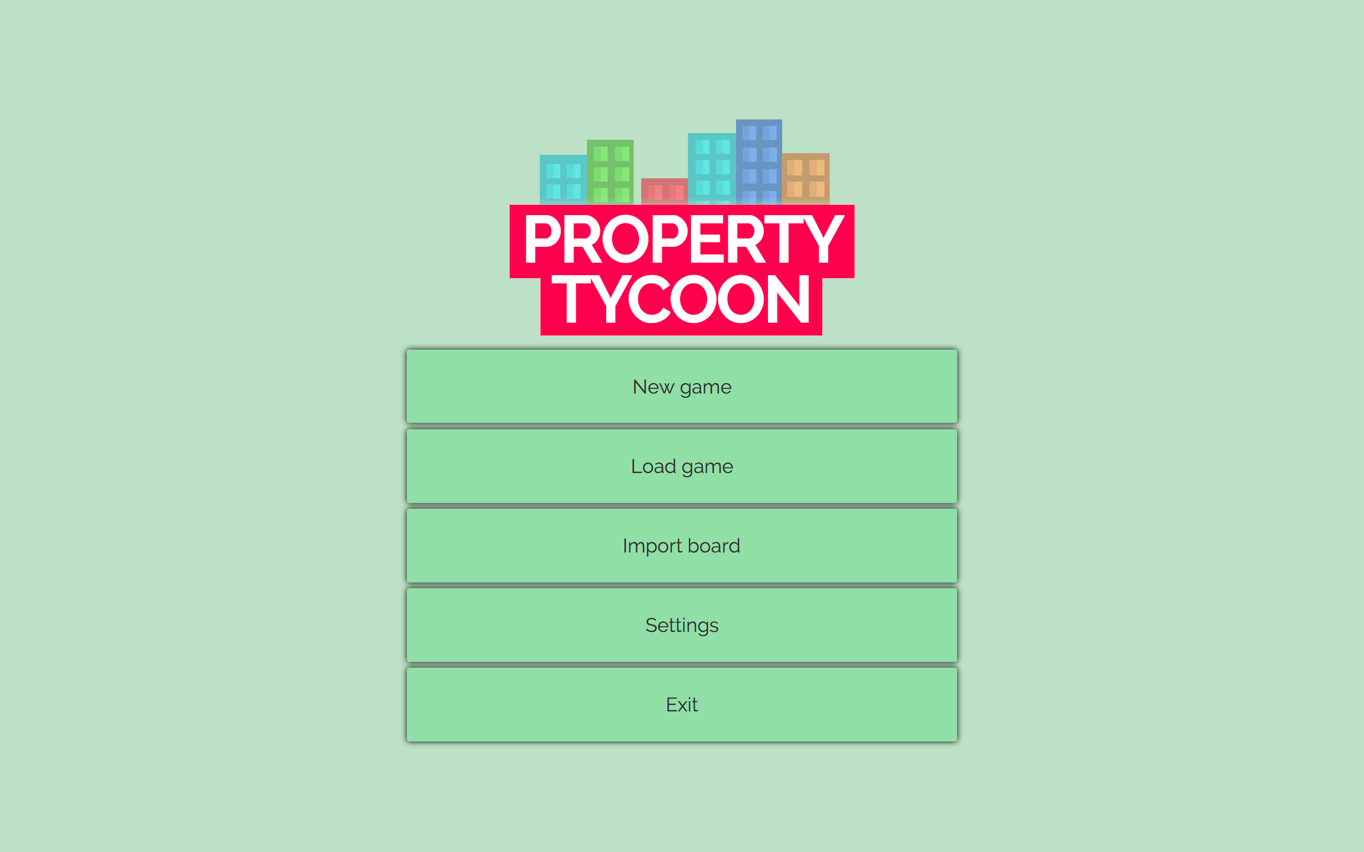 PROPERTY
TYCOON
New game
Load game
Import board
Settings
Exit